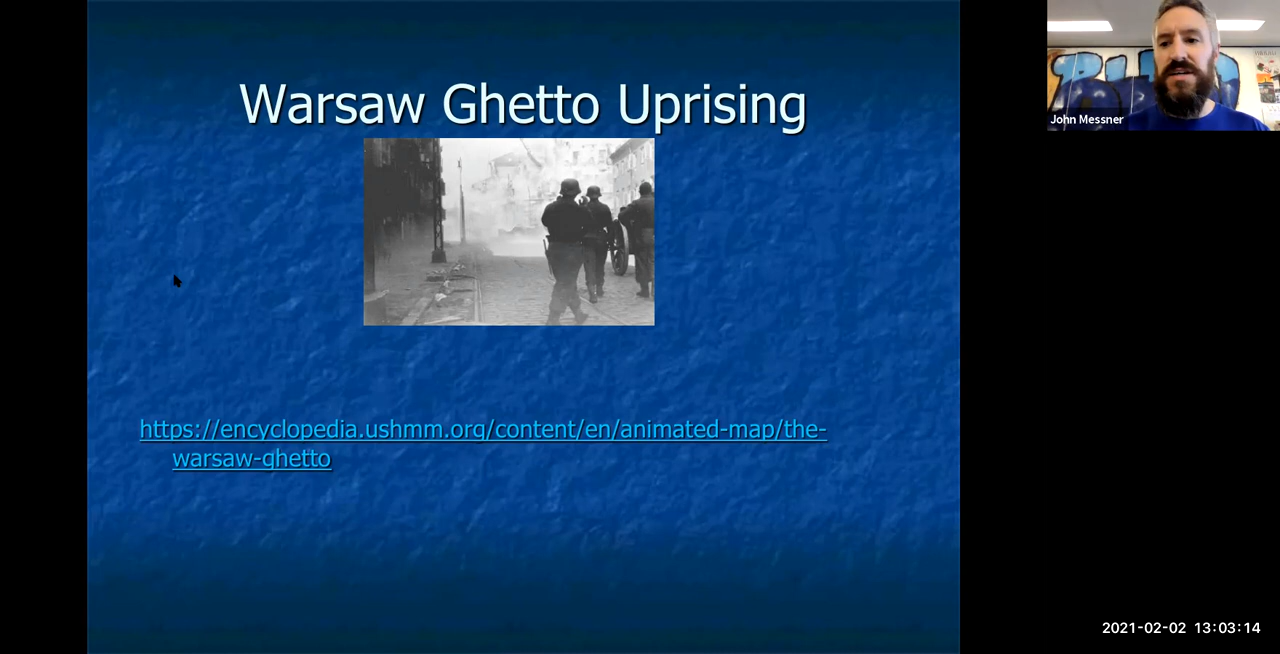 Warsaw Ghetto Uprising
https://encyclopedia.ushmm.org/content/en/animated-map/the-
warsaw-ghetto
John Messner
2021-02-02 13:03:14